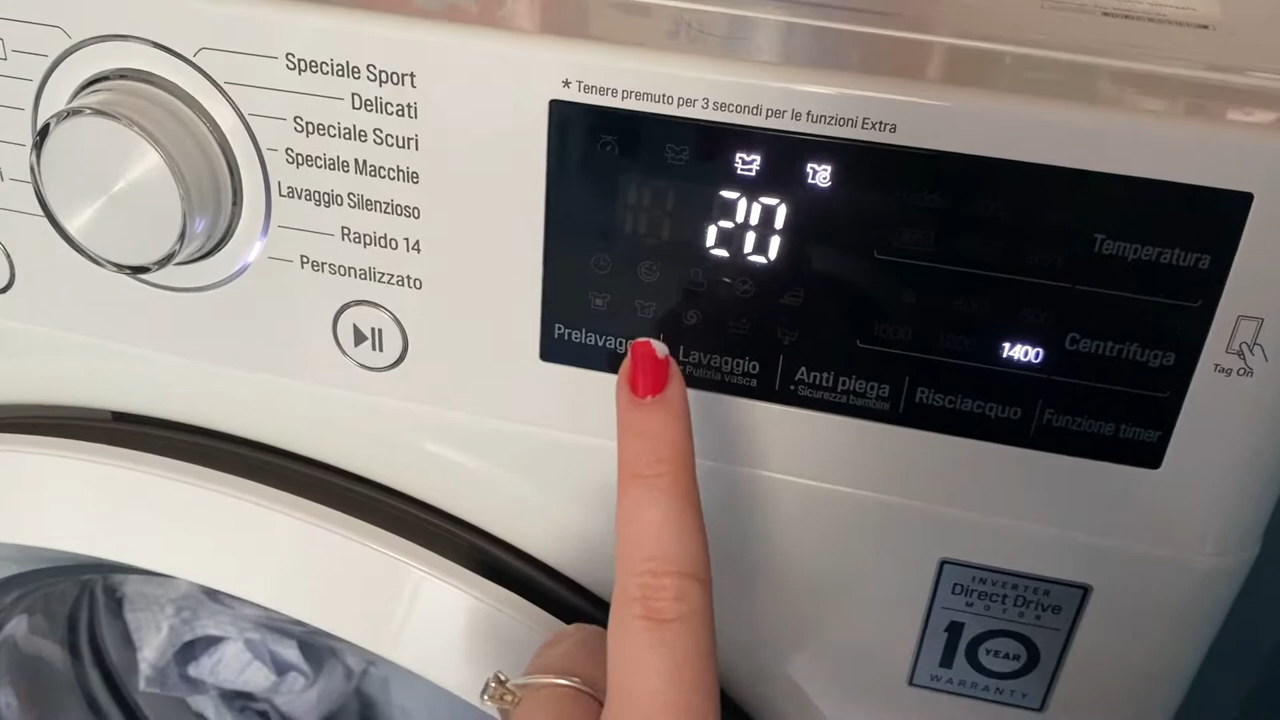 Speciale Sport
Delicati
Speciale Scuri
Speciale Macchie
Lavaggio Silenzioso
Rapido 14
Personalizzato
* Tenere premuto per 3 secondi per le funzioni Extra
20
Temperatura
1000
1400
Centrifuga
Lavaggio
• Pulizia vasca
Anti piega
• Sicurezza bambini
Risciacquo
Funzione timer
Tag On
INVERTER
Direct Drive
MOTOR
10 YEAR
WARRANTY